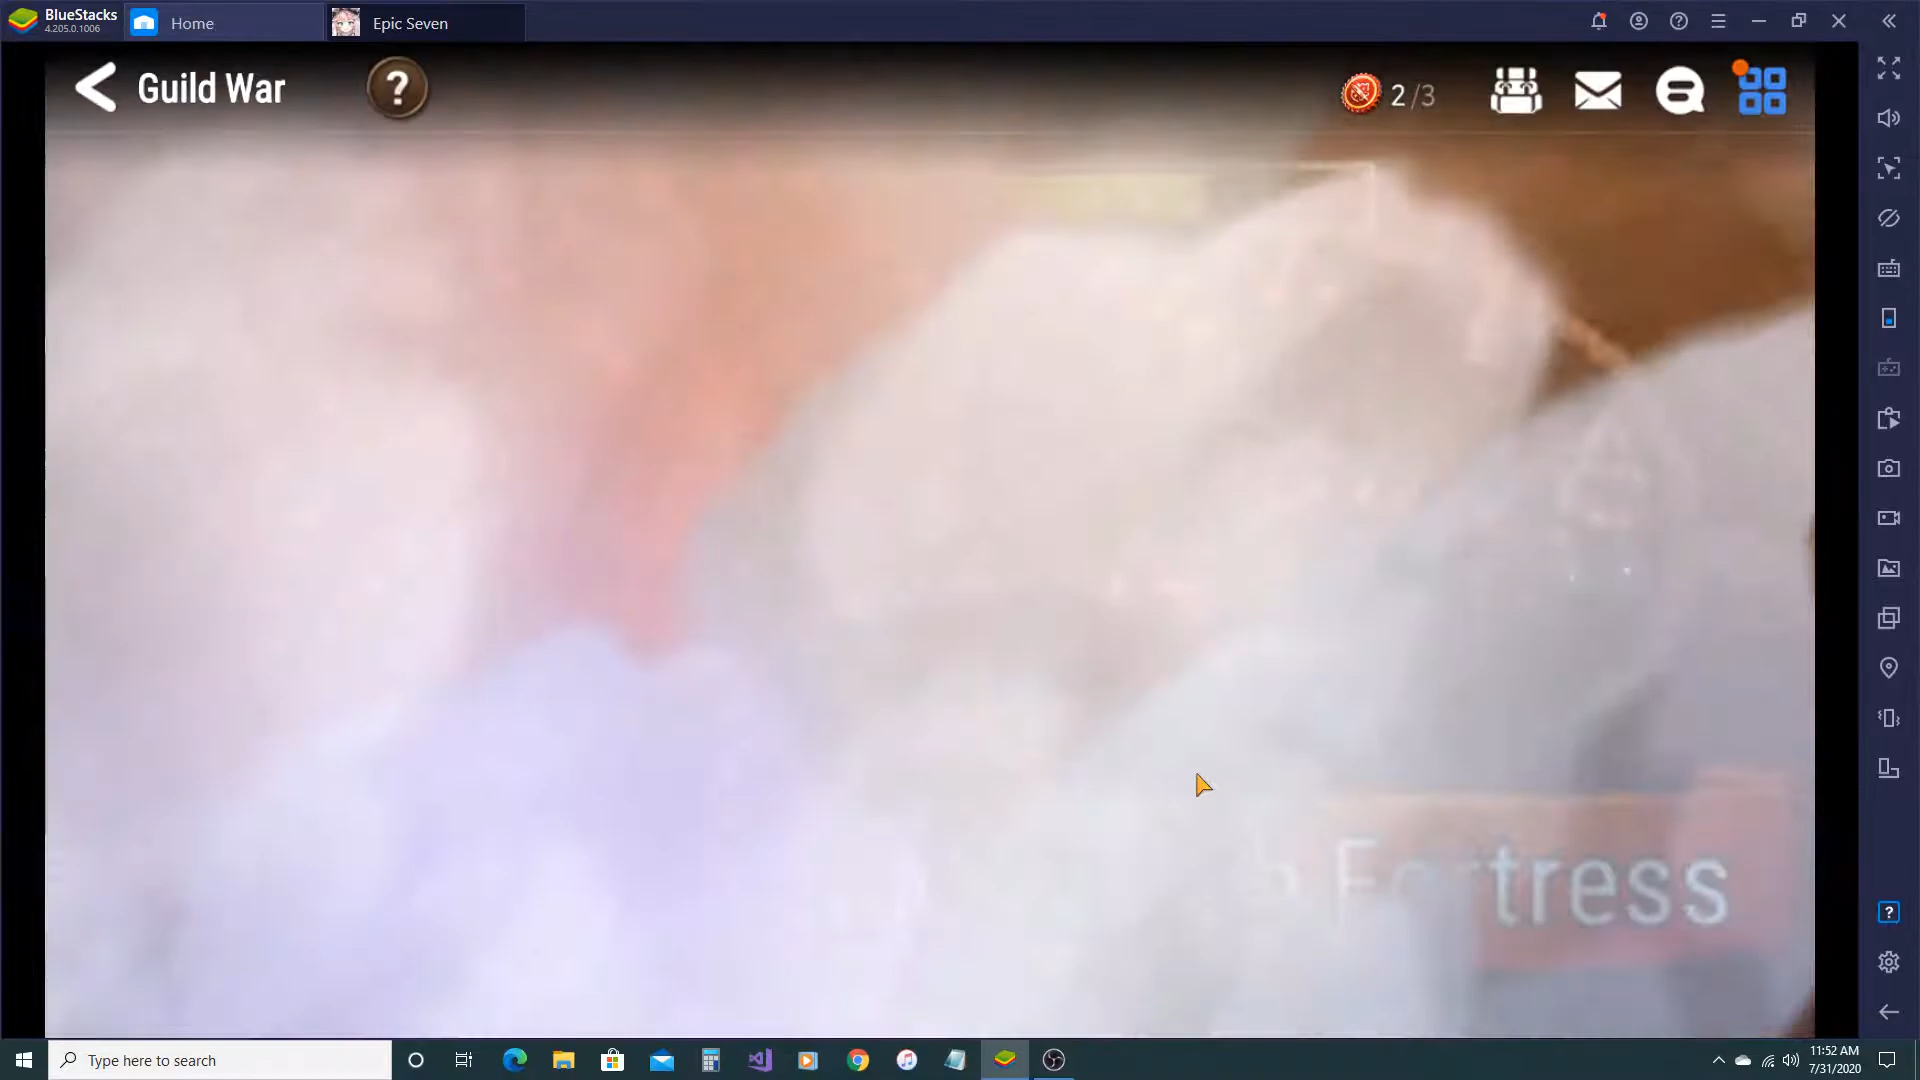 BlueStacks
4.205.0.1006
Home
Epic Seven
Guild War
?
2/3
Fortress
Type here to search
11:52 AM
7/31/2020